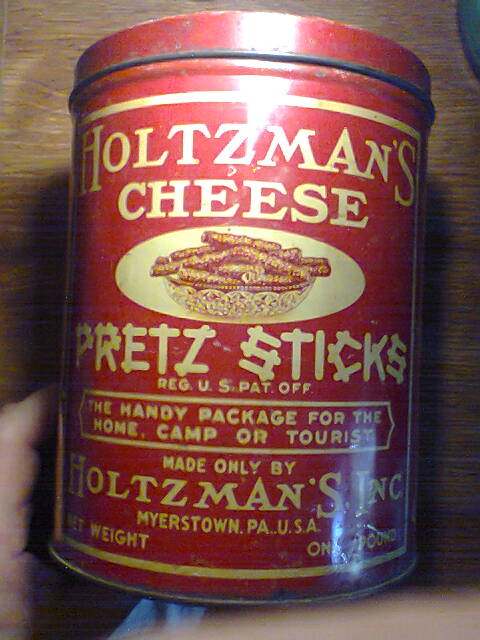 HOLTZMAN'S
CHEESE
PRETZ STICKS
REG. U.S. PAT. OFF
THE HANDY PACKAGE FOR THE
HOME, CAMP OR TOURIST
MADE ONLY BY
HOLTZMAN'S, INC
MYERSTOWN, PA., U.S.A.
NET WEIGHT ONE POUND